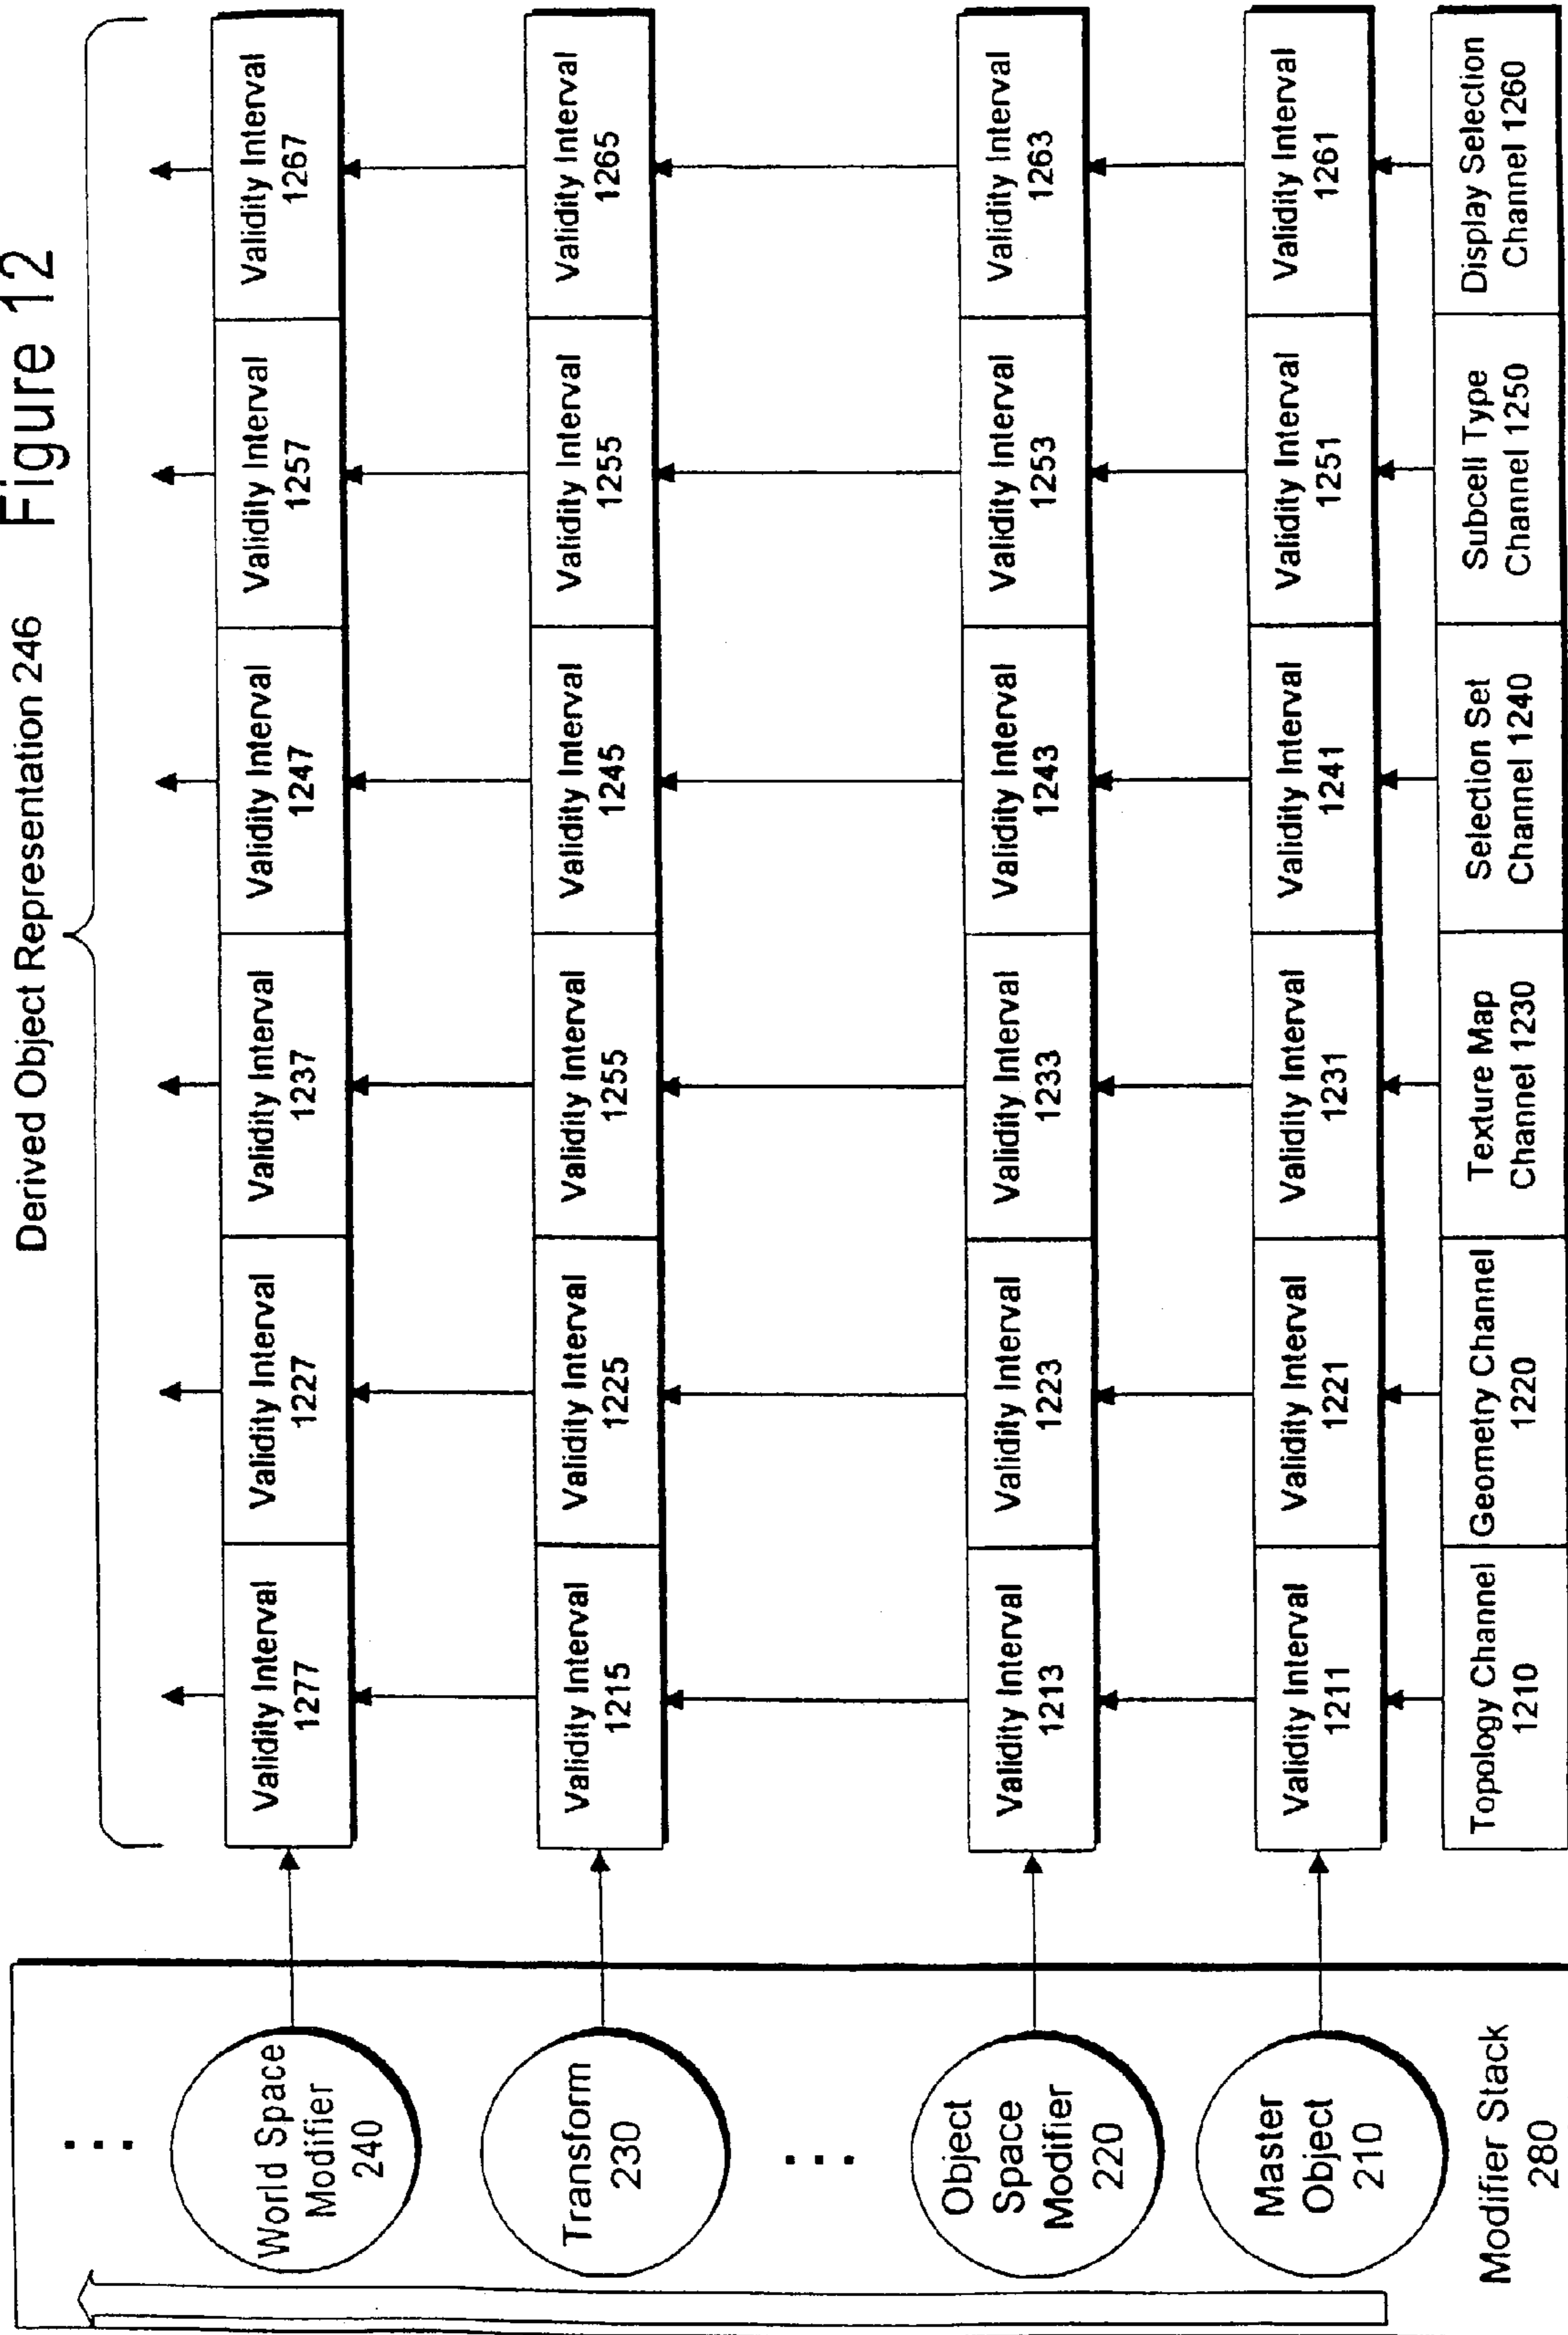 Figure 12
Derived Object Representation 246
World Space
Modifier
240
Validity Interval
1277
Validity Interval
1227
Validity Interval
1237
Validity Interval
1247
Validity Interval
1257
Validity Interval
1267
Transform
230
Validity Interval
1215
Validity Interval
1225
Validity Interval
1255
Validity Interval
1245
Validity Interval
1255
Validity Interval
1265
Object
Space
Modifier
220
Validity Interval
1213
Validity Interval
1223
Validity Interval
1233
Validity Interval
1243
Validity Interval
1253
Validity Interval
1263
Master
Object
210
Validity Interval
1211
Validity Interval
1221
Validity Interval
1231
Validity Interval
1241
Validity Interval
1251
Validity Interval
1261
Modifier Stack
280
Topology Channel
1210
Geometry Channel
1220
Texture Map
Channel 1230
Selection Set
Channel 1240
Subcell Type
Channel 1250
Display Selection
Channel 1260